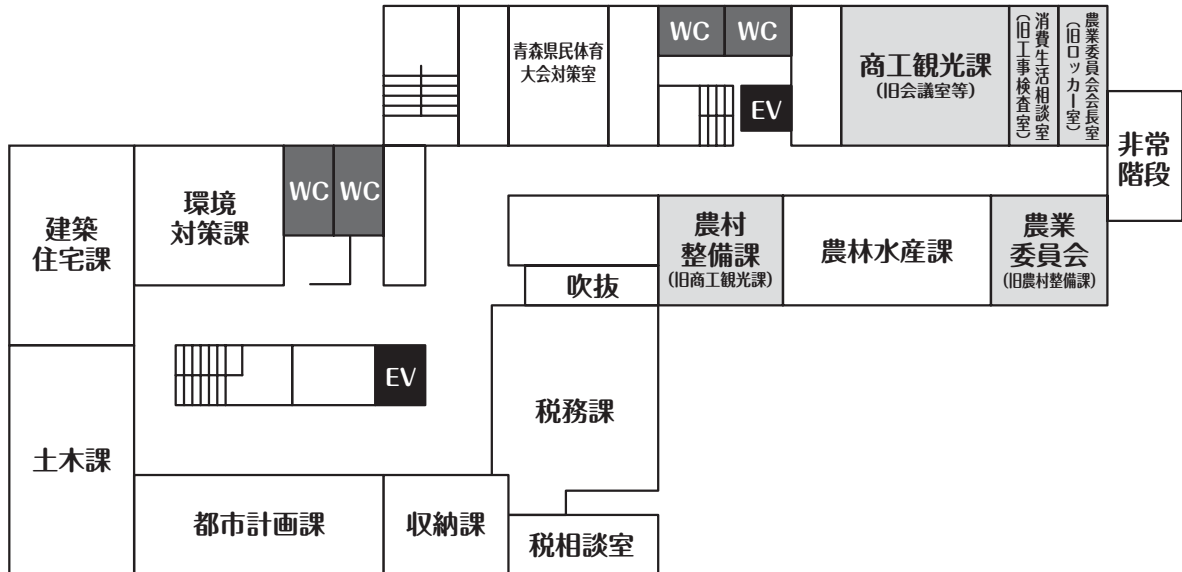 青森県民体育
大会対策室
WC
WC
EV
商工観光課
(旧会議室等)
消費生活相談室
(旧工事検査室)
農業委員会会長室
(旧ロッカー室)
非常
階段
建築
住宅課
環境
対策課
WC
WC
農村
整備課
(旧商工観光課)
農林水産課
農業
委員会
(旧農村整備課)
吹抜
EV
税務課
土木課
都市計画課
収納課
税相談室